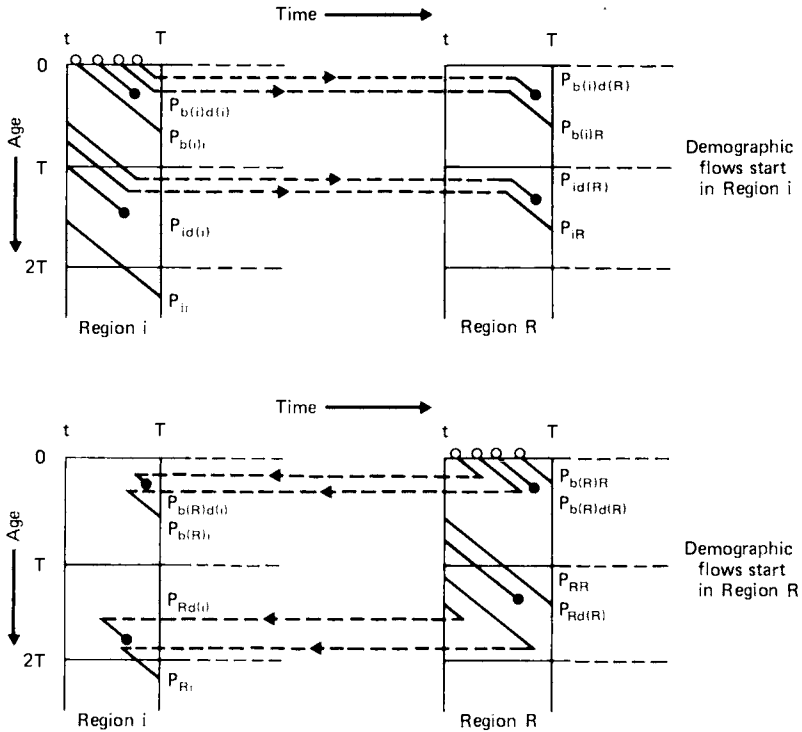 Time
t T t T
0
P_b(i)d(i) P_b(i)d(R)
P_b(i)i P_b(i)R
Age
Demographic
flows start
in Region i
T
P_id(i) P_id(R)
P_iR
2T
P_ii
Region i Region R
Time
t T t T
0
P_b(R)d(i) P_b(R)R
P_b(R)i P_b(R)d(R)
Age
Demographic
flows start
in Region R
T
P_Rd(i) P_RR
P_Rd(R)
2T
P_Ri
Region i Region R